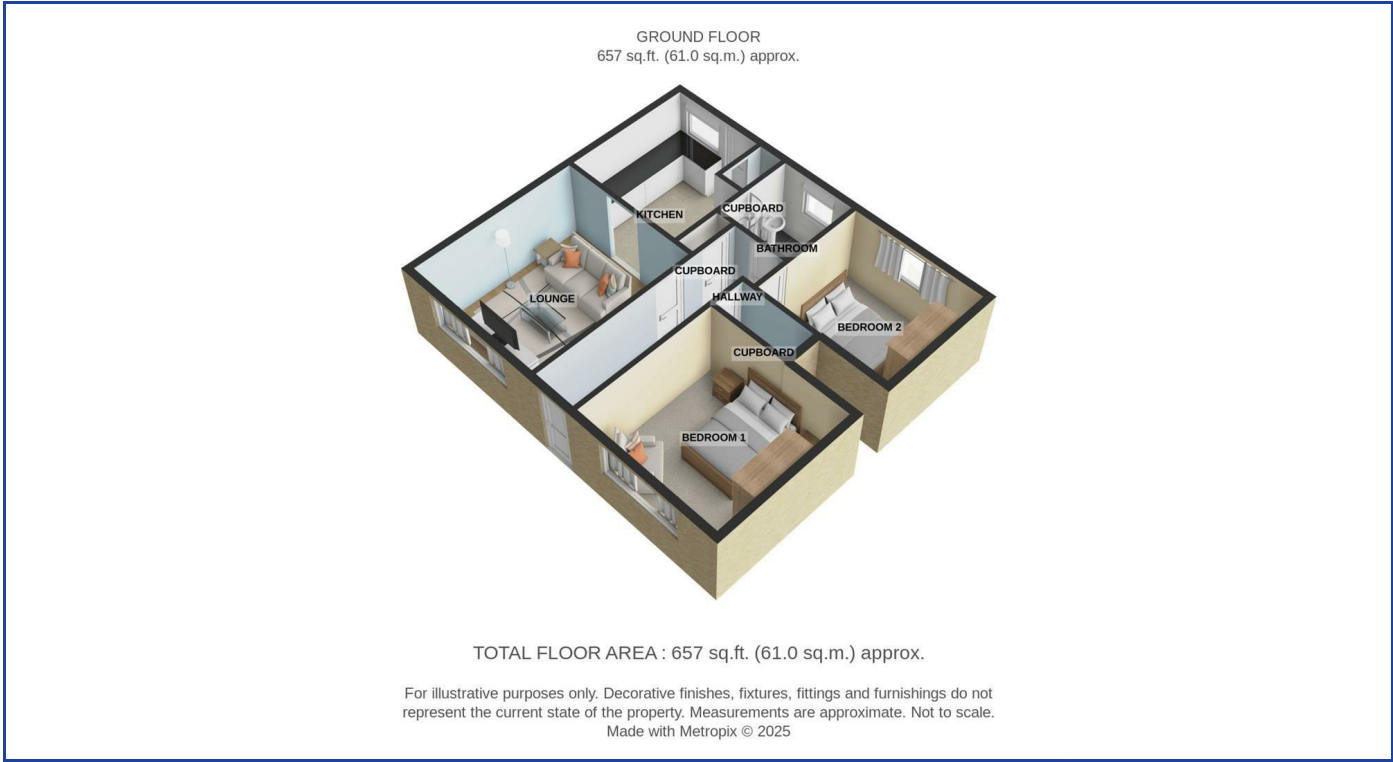 GROUND FLOOR
657 sq.ft. (61.0 sq.m.) approx.
KITCHEN
CUPBOARD
BATHROOM
CUPBOARD
LOUNGE
HALLWAY
BEDROOM 2
CUPBOARD
BEDROOM 1
TOTAL FLOOR AREA : 657 sq.ft. (61.0 sq.m.) approx.
For illustrative purposes only. Decorative finishes, fixtures, fittings and furnishings do not
represent the current state of the property. Measurements are approximate. Not to scale.
Made with Metropix © 2025